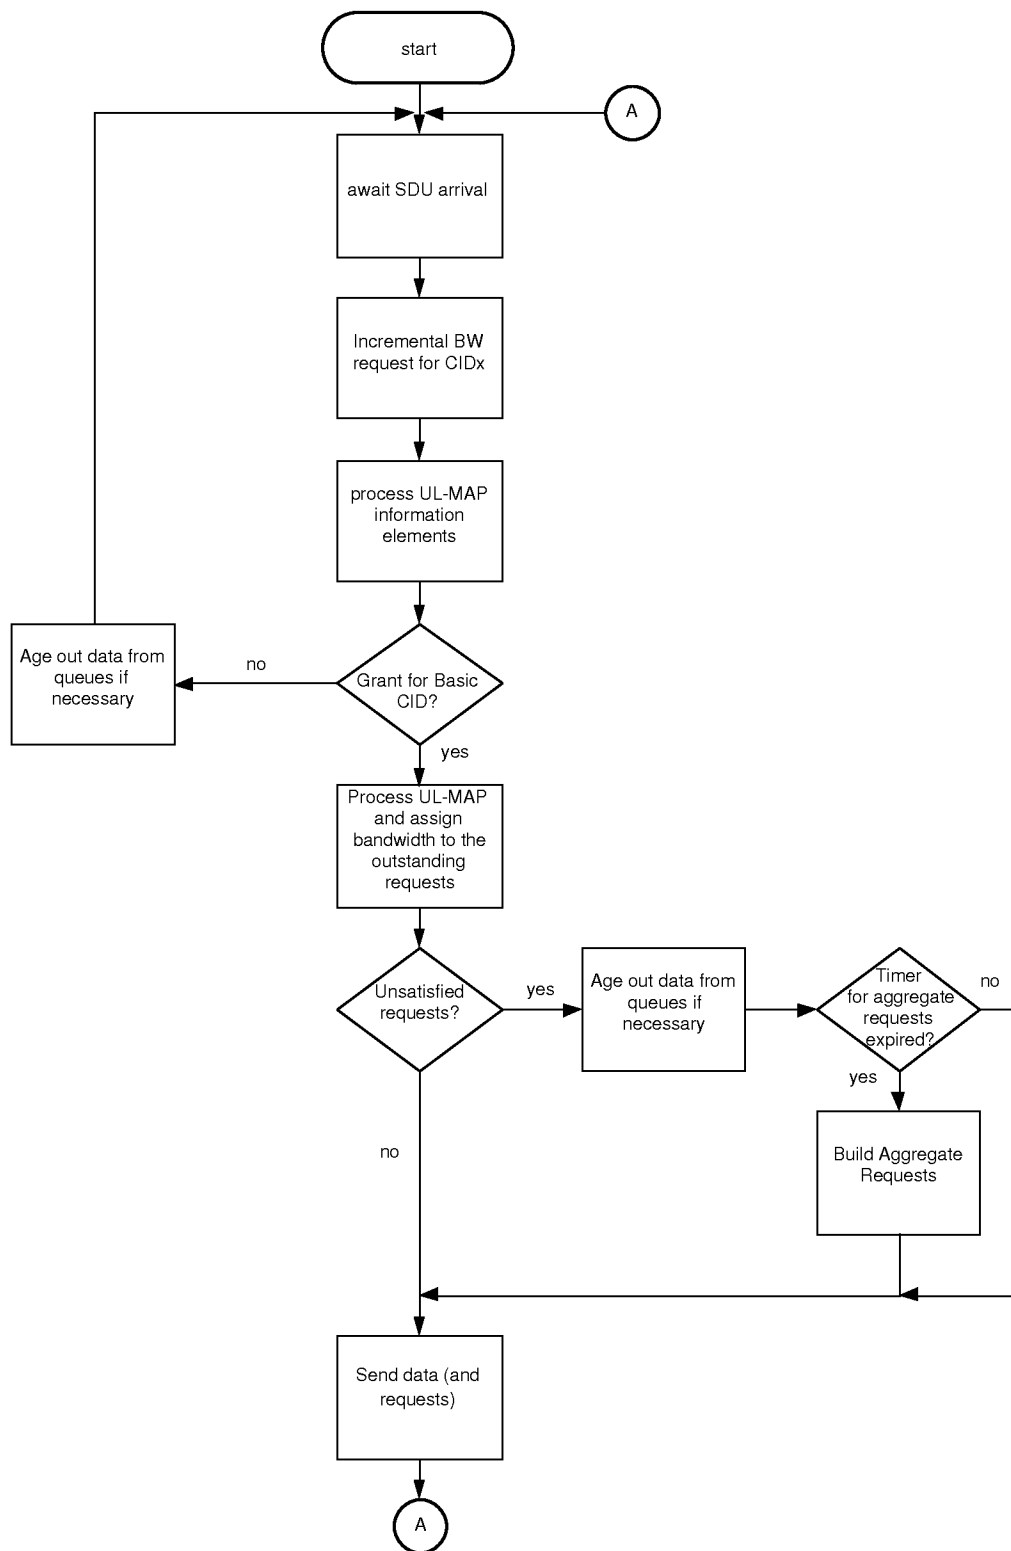 start
A
await SDU arrival
Incremental BW
request for CIDx
process UL-MAP
information
elements
Age out data from
queues if
necessary
no
Grant for Basic
CID?
yes
Process UL-MAP
and assign
bandwidth to the
outstanding
requests
Unsatisfied
requests?
yes
Age out data from
queues if
necessary
Timer
for aggregate
requests
expired?
no
yes
no
Build Aggregate
Requests
Send data (and
requests)
A